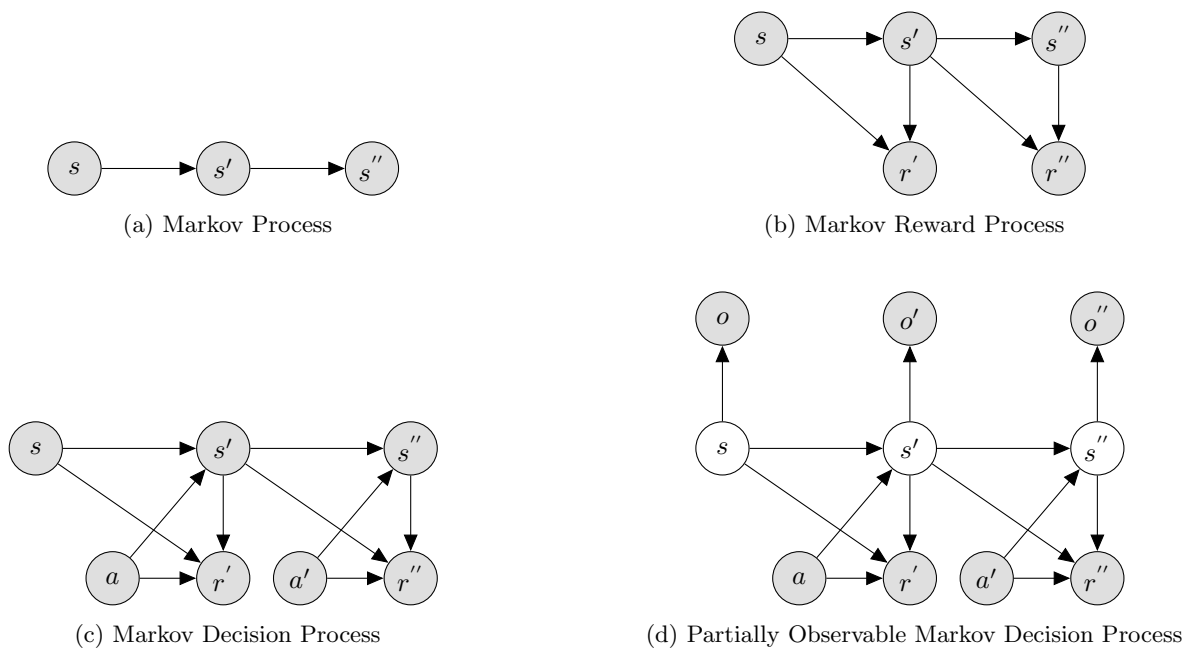 s s′ s′′
(a) Markov Process
s s′ s′′
r′ r′′
(b) Markov Reward Process
s s′ s′′
a r′ a′ r′′
(c) Markov Decision Process
o o′ o′′
s s′ s′′
a r′ a′ r′′
(d) Partially Observable Markov Decision Process